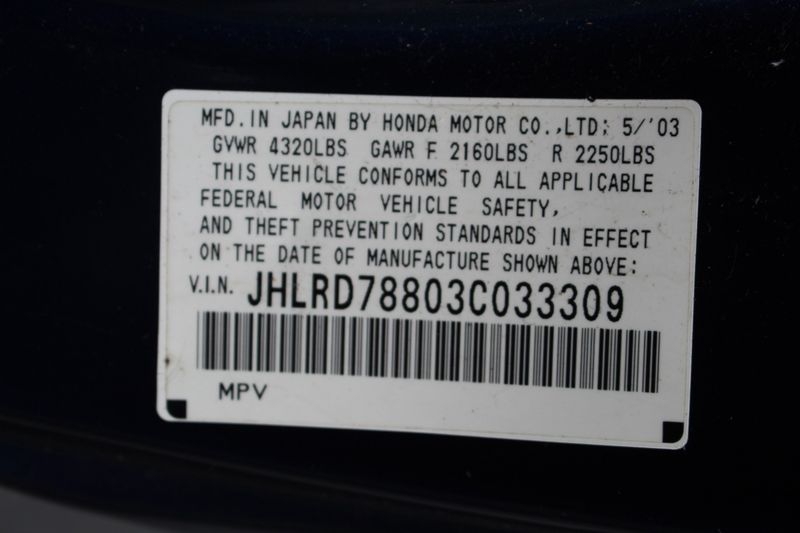 MFD. IN JAPAN BY HONDA MOTOR CO.,LTD; 5/'03
GVWR 4320LBS GAWR F 2160LBS R 2250LBS
THIS VEHICLE CONFORMS TO ALL APPLICABLE
FEDERAL MOTOR VEHICLE SAFETY,
AND THEFT PREVENTION STANDARDS IN EFFECT
ON THE DATE OF MANUFACTURE SHOWN ABOVE:
V.I.N. JHLRD78803C033309
MPV